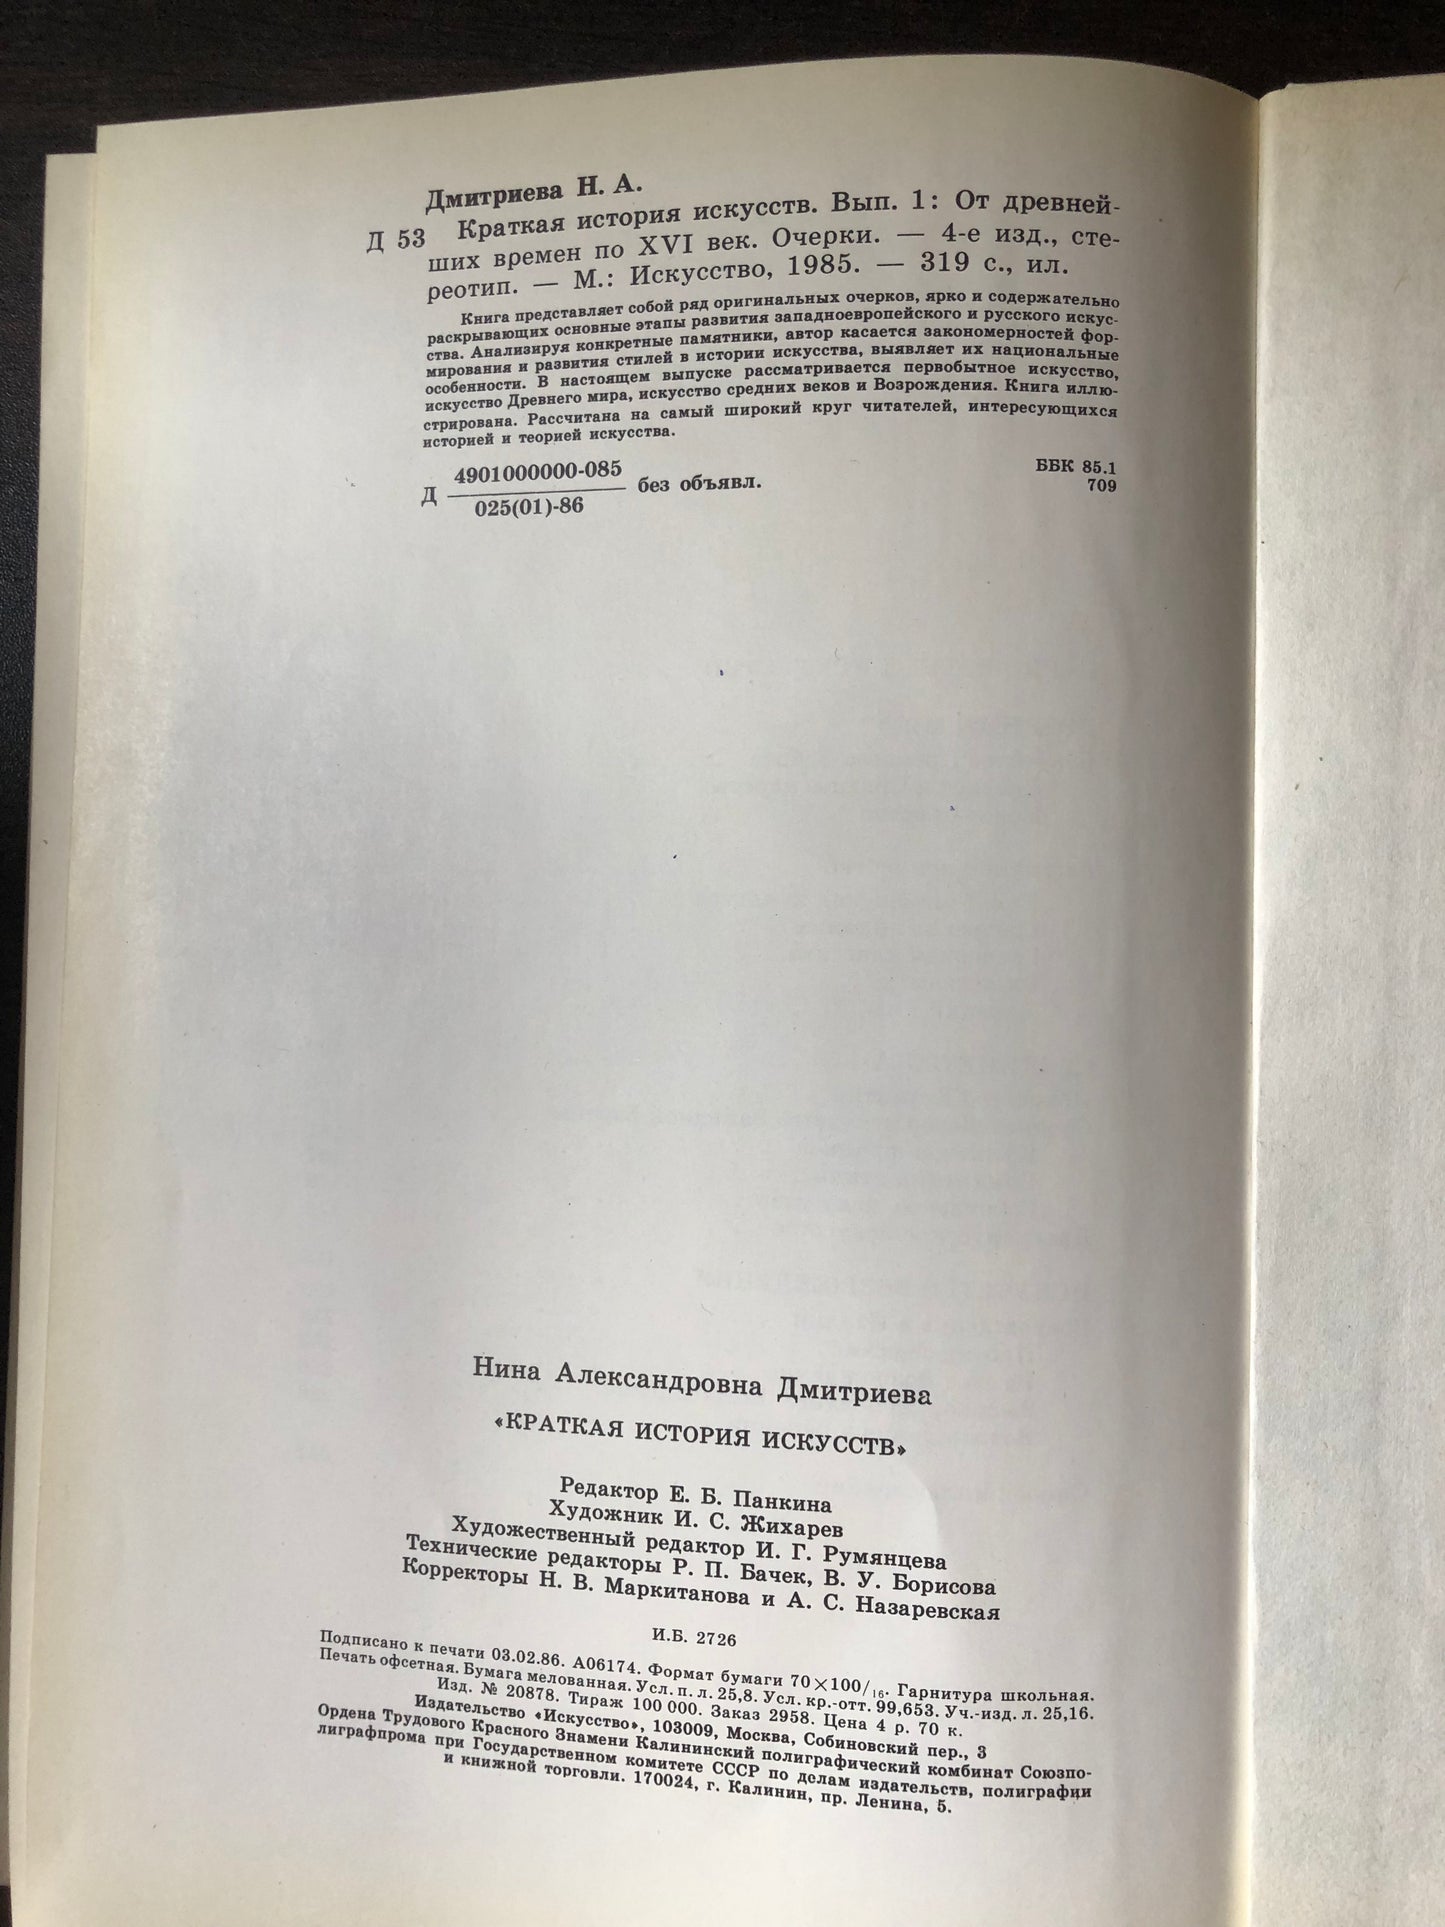 Дмитриева Н. А.
Д 53 Краткая история искусств. Вып. 1: От древней-
ших времен по XVI век. Очерки. — 4-е изд., сте-
реотип. — М.: Искусство, 1985. — 319 с., ил.
Книга представляет собой ряд оригинальных очерков, ярко и содержательно
раскрывающих основные этапы развития западноевропейского и русского искус-
ства. Анализируя конкретные памятники, автор касается закономерностей фор-
мирования и развития стилей в истории искусства, выявляет их национальные
особенности. В настоящем выпуске рассматривается первобытное искусство,
искусство Древнего мира, искусство средних веков и Возрождения. Книга иллю-
стрирована. Рассчитана на самый широкий круг читателей, интересующихся
историей и теорией искусства.
Д 4901000000-085 без объявл.
025(01)-86
ББК 85.1
709
Нина Александровна Дмитриева
«КРАТКАЯ ИСТОРИЯ ИСКУССТВ»
Редактор Е. Б. Панкина
Художник И. С. Жихарев
Художественный редактор И. Г. Румянцева
Технические редакторы Р. П. Бачек, В. У. Борисова
Корректоры Н. В. Маркитанова и А. С. Назаревская
И.Б. 2726
Подписано к печати 03.02.86. А06174. Формат бумаги 70×100/16. Гарнитура школьная.
Печать офсетная. Бумага мелованная. Усл. п. л. 25,8. Усл. кр.-отт. 99,653. Уч.-изд. л. 25,16.
Изд. № 20878. Тираж 100 000. Заказ 2958. Цена 4 р. 70 к.
Издательство «Искусство», 103009, Москва, Собиновский пер., 3
Ордена Трудового Красного Знамени Калининский полиграфический комбинат Союзпо-
лиграфпрома при Государственном комитете СССР по делам издательств, полиграфии
и книжной торговли. 170024, г. Калинин, пр. Ленина, 5.